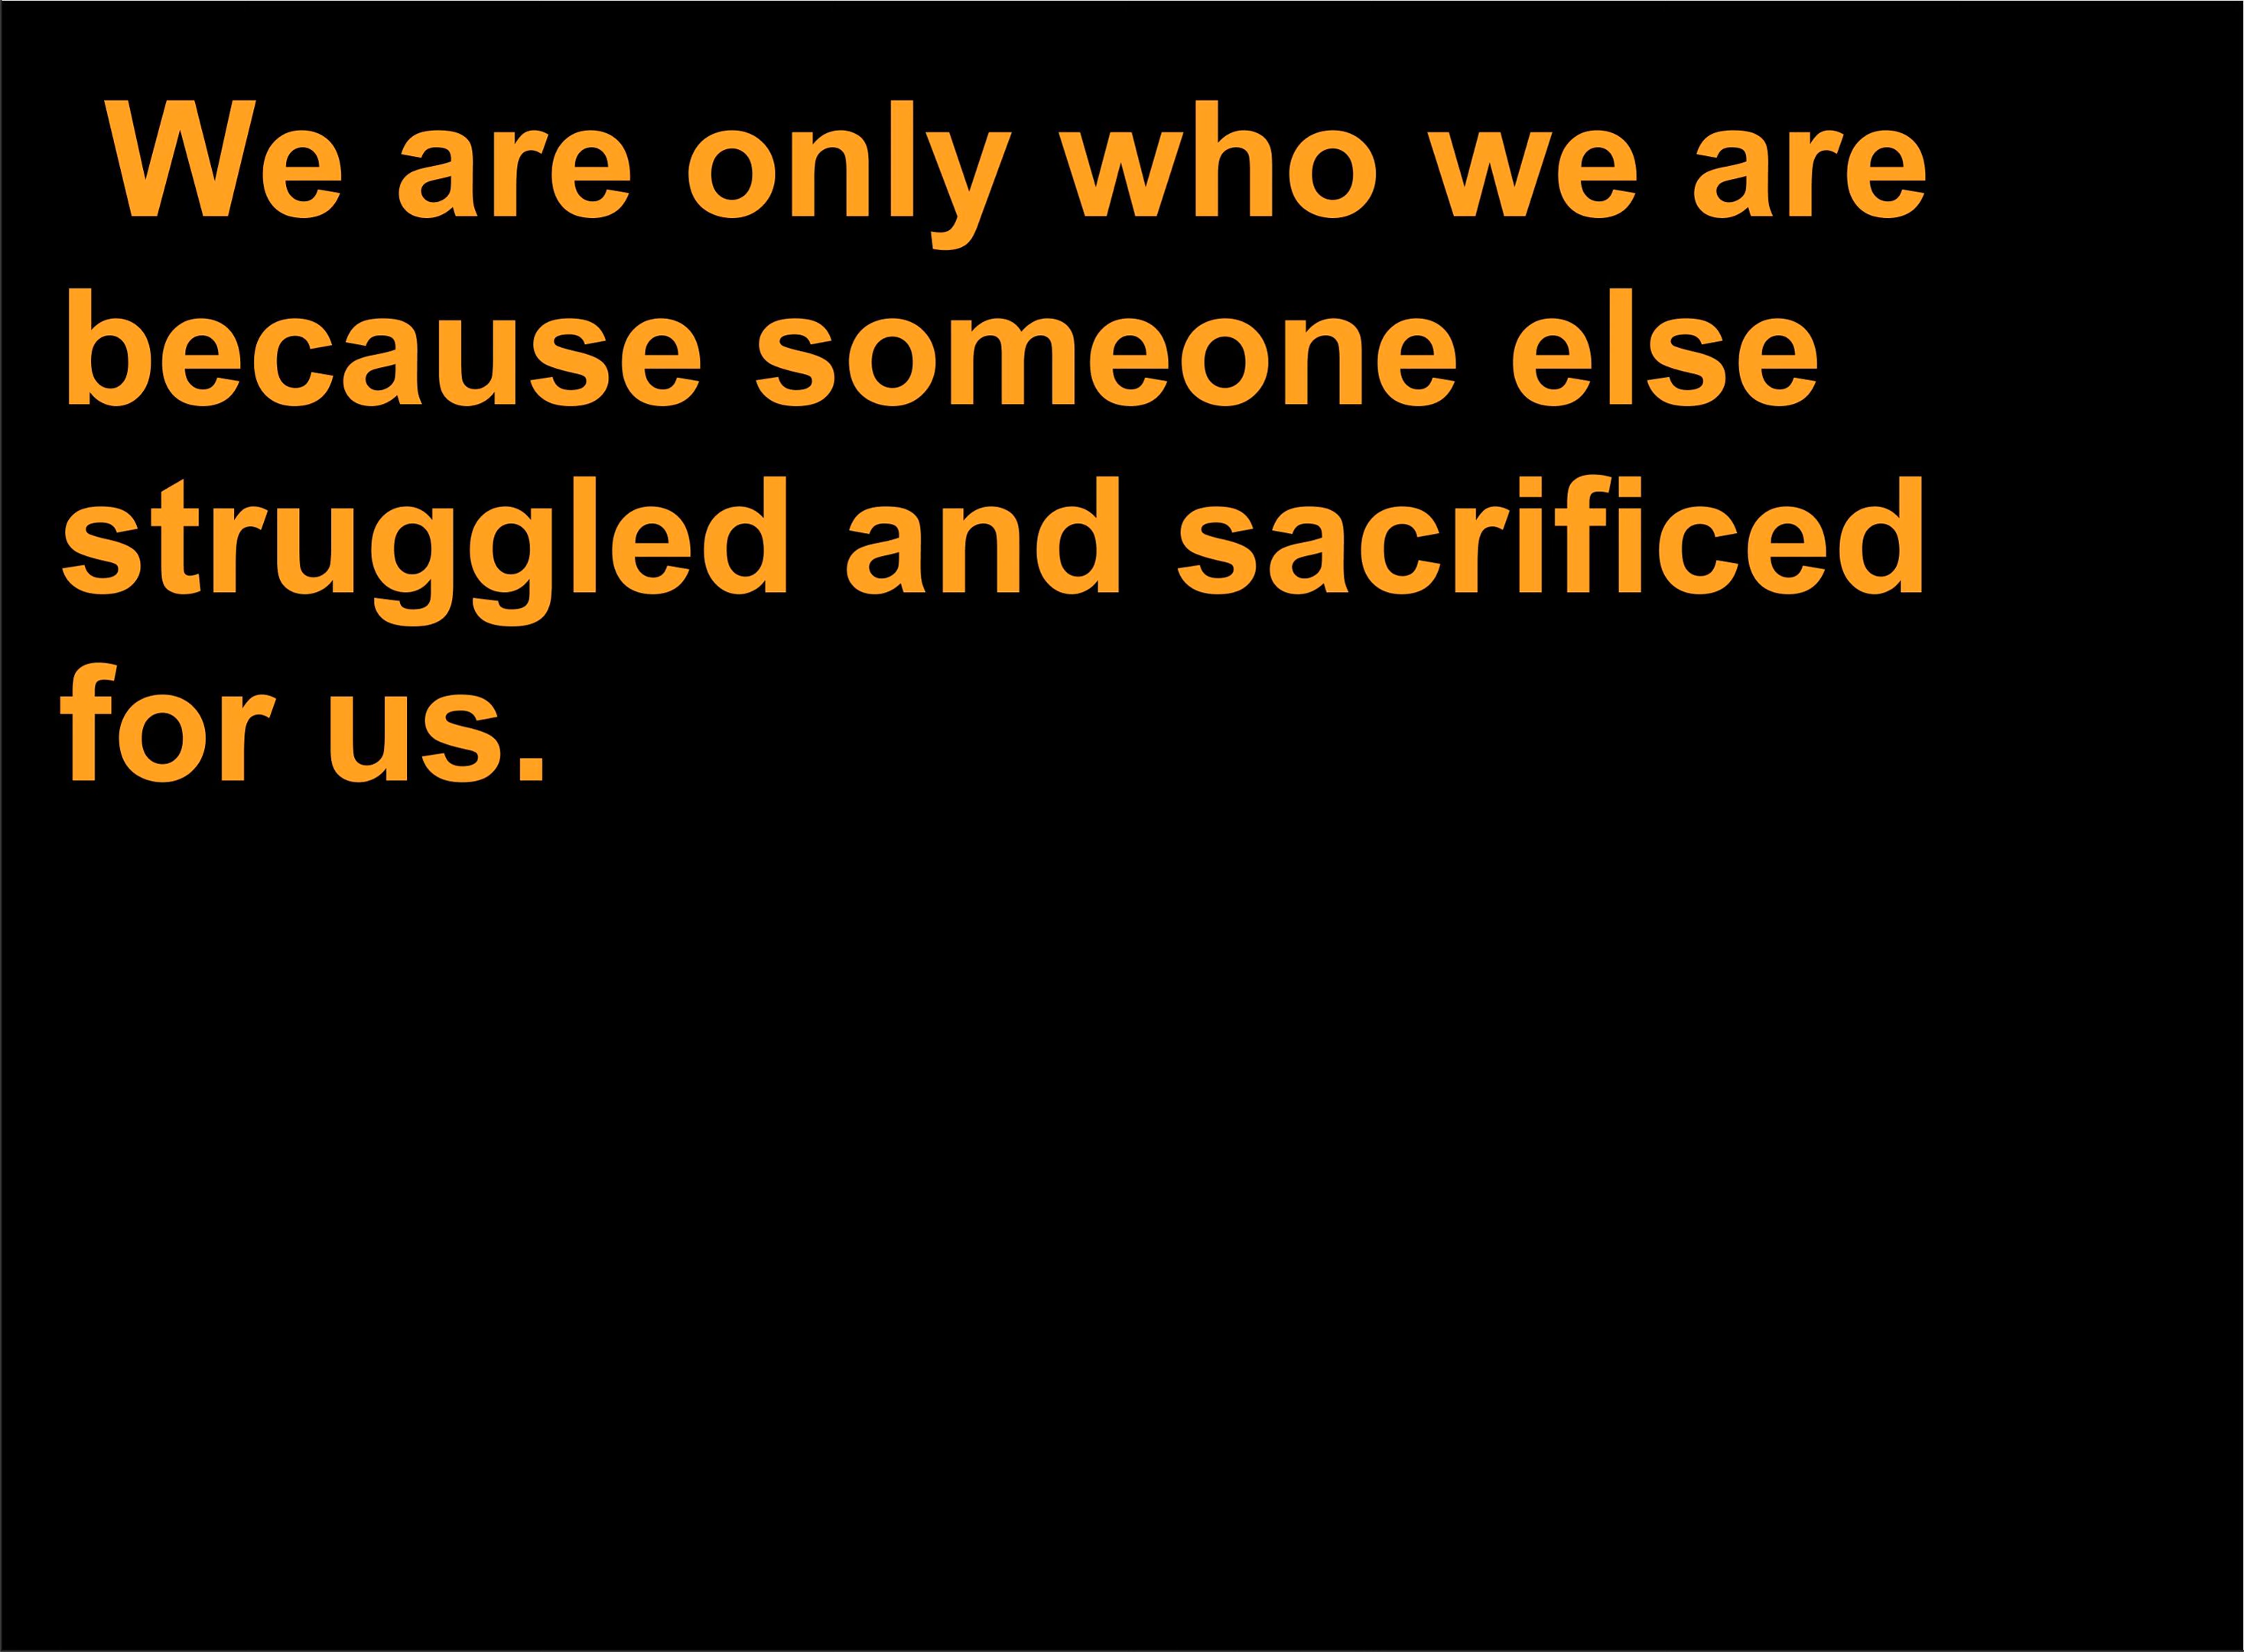 We are only who we are
because someone else
struggled and sacrificed
for us.